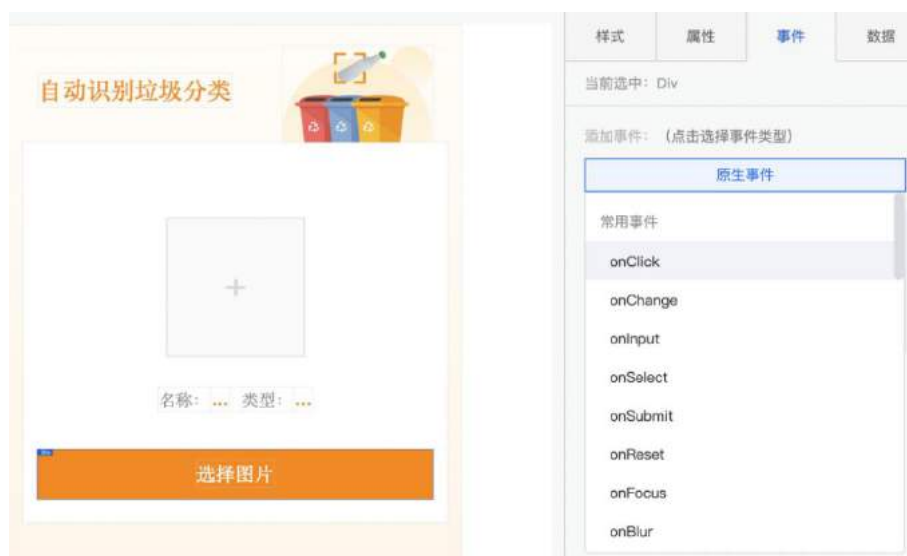 自动识别垃圾分类
名称: ... 类型: ...
选择图片
样式 属性 事件 数据
当前选中: Div
添加事件: (点击选择事件类型)
原生事件
常用事件
onClick
onChange
onInput
onSelect
onSubmit
onReset
onFocus
onBlur